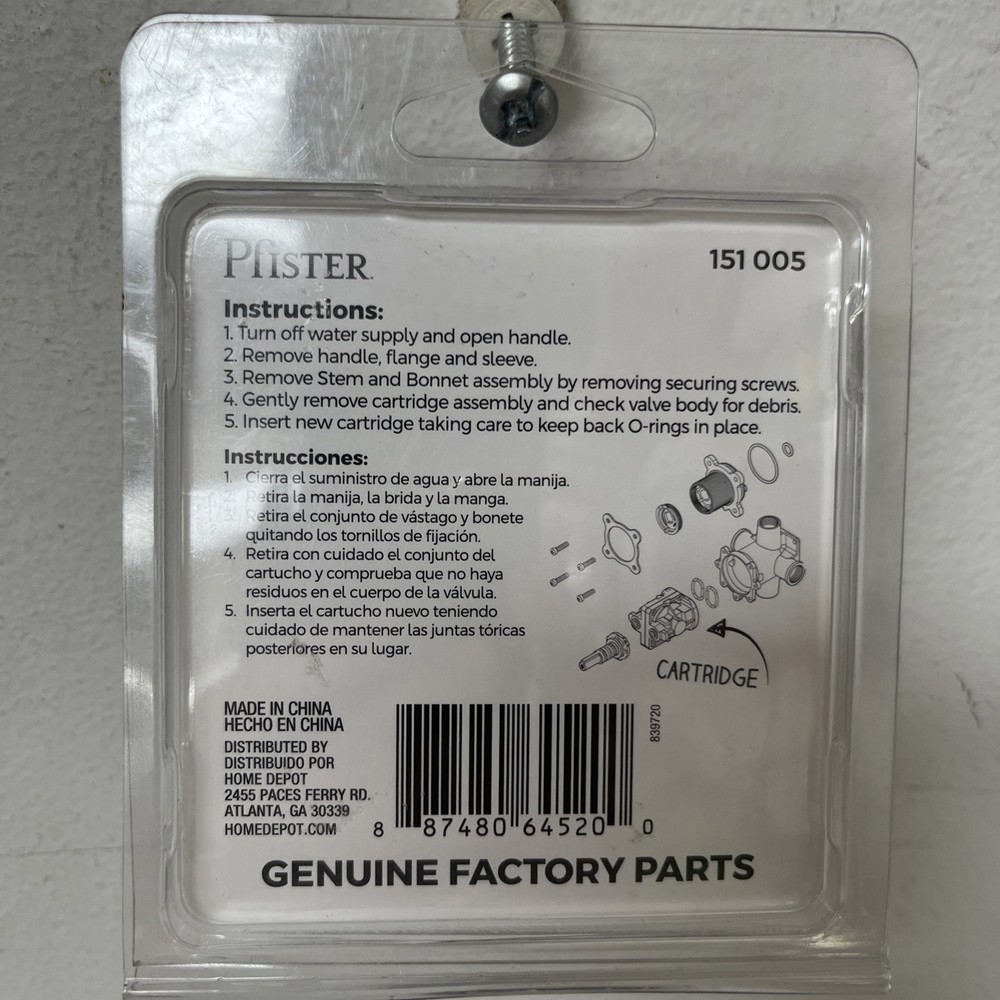 Pfister.
151 005
Instructions:
1. Turn off water supply and open handle.
2. Remove handle, flange and sleeve.
3. Remove Stem and Bonnet assembly by removing securing screws.
4. Gently remove cartridge assembly and check valve body for debris.
5. Insert new cartridge taking care to keep back O-rings in place.
Instrucciones:
1. Cierra el suministro de agua y abre la manija.
2. Retira la manija, la brida y la manga.
3. Retira el conjunto de vástago y bonete
quitando los tornillos de fijación.
4. Retira con cuidado el conjunto del
cartucho y comprueba que no haya
residuos en el cuerpo de la válvula.
5. Inserta el cartucho nuevo teniendo
cuidado de mantener las juntas tóricas
posteriores en su lugar.
CARTRIDGE
MADE IN CHINA
HECHO EN CHINA
DISTRIBUTED BY
DISTRIBUIDO POR
HOME DEPOT
2455 PACES FERRY RD.
ATLANTA, GA 30339
HOMEDEPOT.COM
839720
8 87480 64520 0
GENUINE FACTORY PARTS